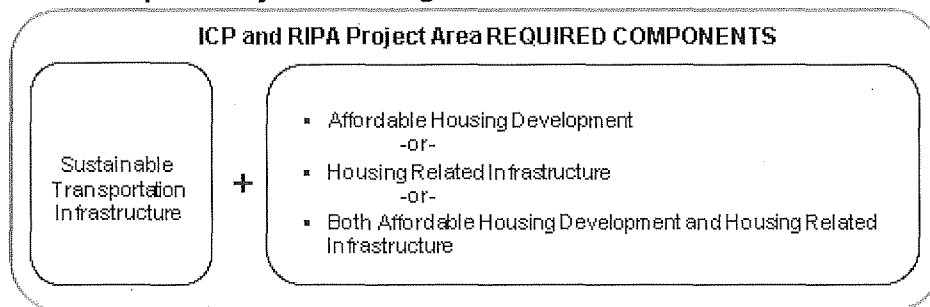 ICP and RIPA Project Area REQUIRED COMPONENTS
Sustainable
Transportation
Infrastructure
+
▪ Affordable Housing Development
-or-
▪ Housing Related Infrastructure
-or-
▪ Both Affordable Housing Development and Housing Related
Infrastructure